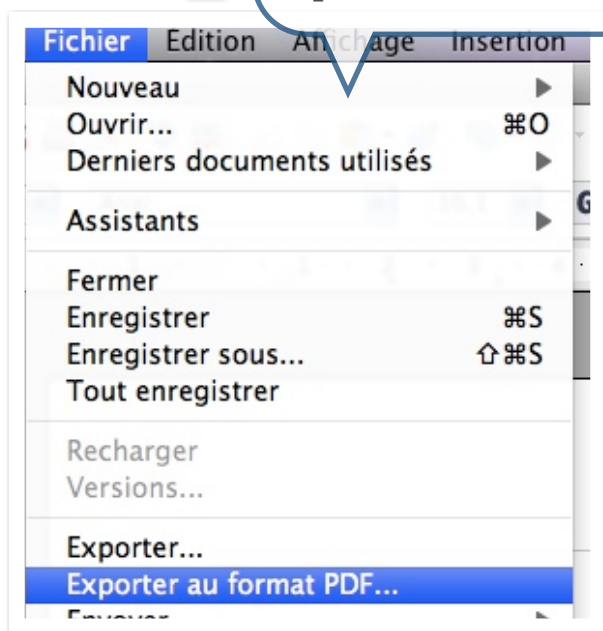 Fichier Edition Affichage Insertion
Nouveau
Ouvrir... ⌘O
Derniers documents utilisés
Assistants
Fermer
Enregistrer ⌘S
Enregistrer sous... ⇧⌘S
Tout enregistrer
Recharger
Versions...
Exporter...
Exporter au format PDF...
Envoyer